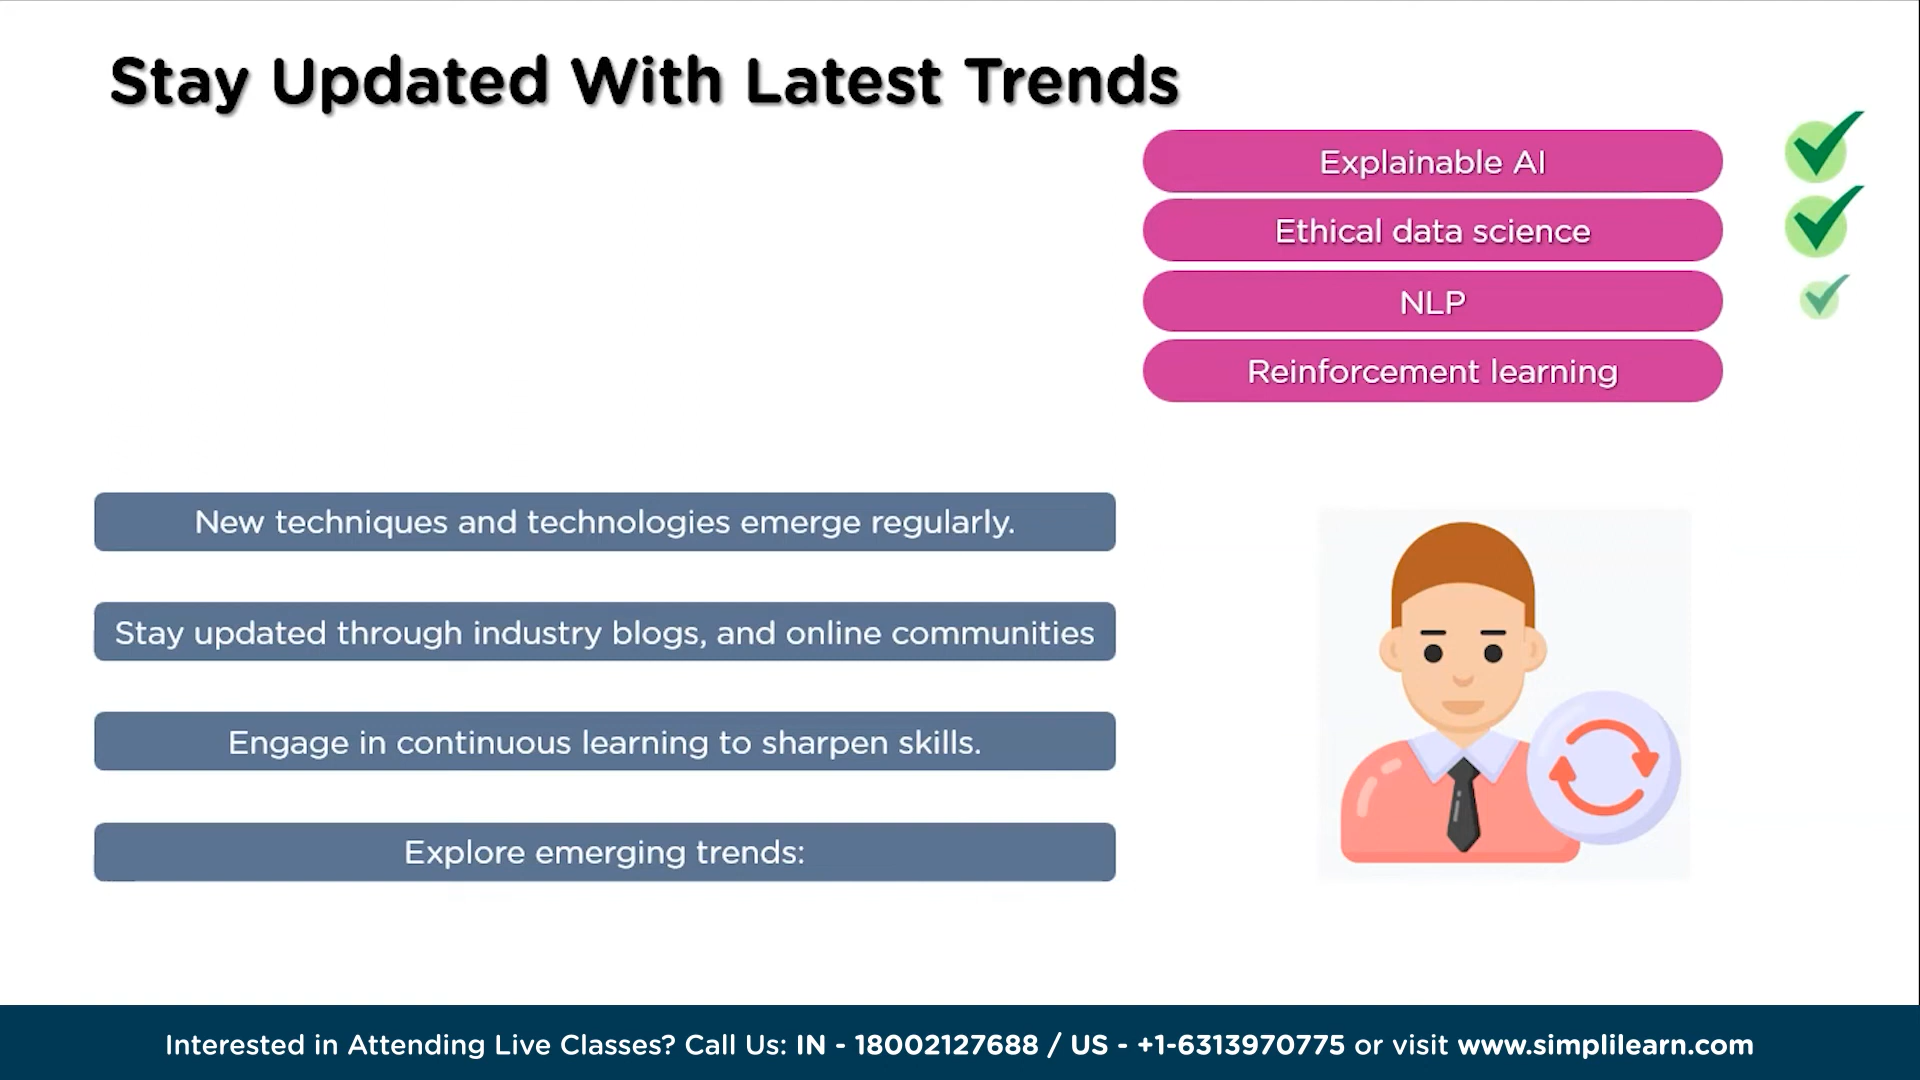 Stay Updated With Latest Trends
Explainable AI
Ethical data science
NLP
Reinforcement learning
New techniques and technologies emerge regularly.
Stay updated through industry blogs, and online communities
Engage in continuous learning to sharpen skills.
Explore emerging trends:
Interested in Attending Live Classes? Call Us: IN - 18002127688 / US - +1-6313970775 or visit www.simplilearn.com